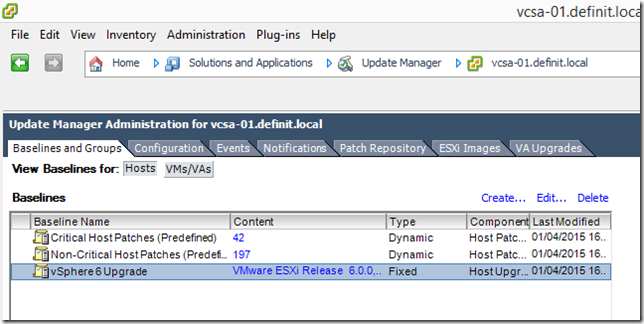 vcsa-01.definit.loca
File Edit View Inventory Administration Plug-ins Help
Home Solutions and Applications Update Manager vcsa-01.definit.local
Update Manager Administration for vcsa-01.definit.local
Baselines and Groups Configuration Events Notifications Patch Repository ESXi Images VA Upgrades
View Baselines for: Hosts VMs/VAs
Baselines Create... Edit... Delete
Baseline Name Content Type Component Last Modified
Critical Host Patches (Predefined) 42 Dynamic Host Patc... 01/04/2015 16..
Non-Critical Host Patches (Predefi... 197 Dynamic Host Patc... 01/04/2015 16..
vSphere 6 Upgrade VMware ESXi Release 6.0.0,... Fixed Host Upgr... 01/04/2015 16..